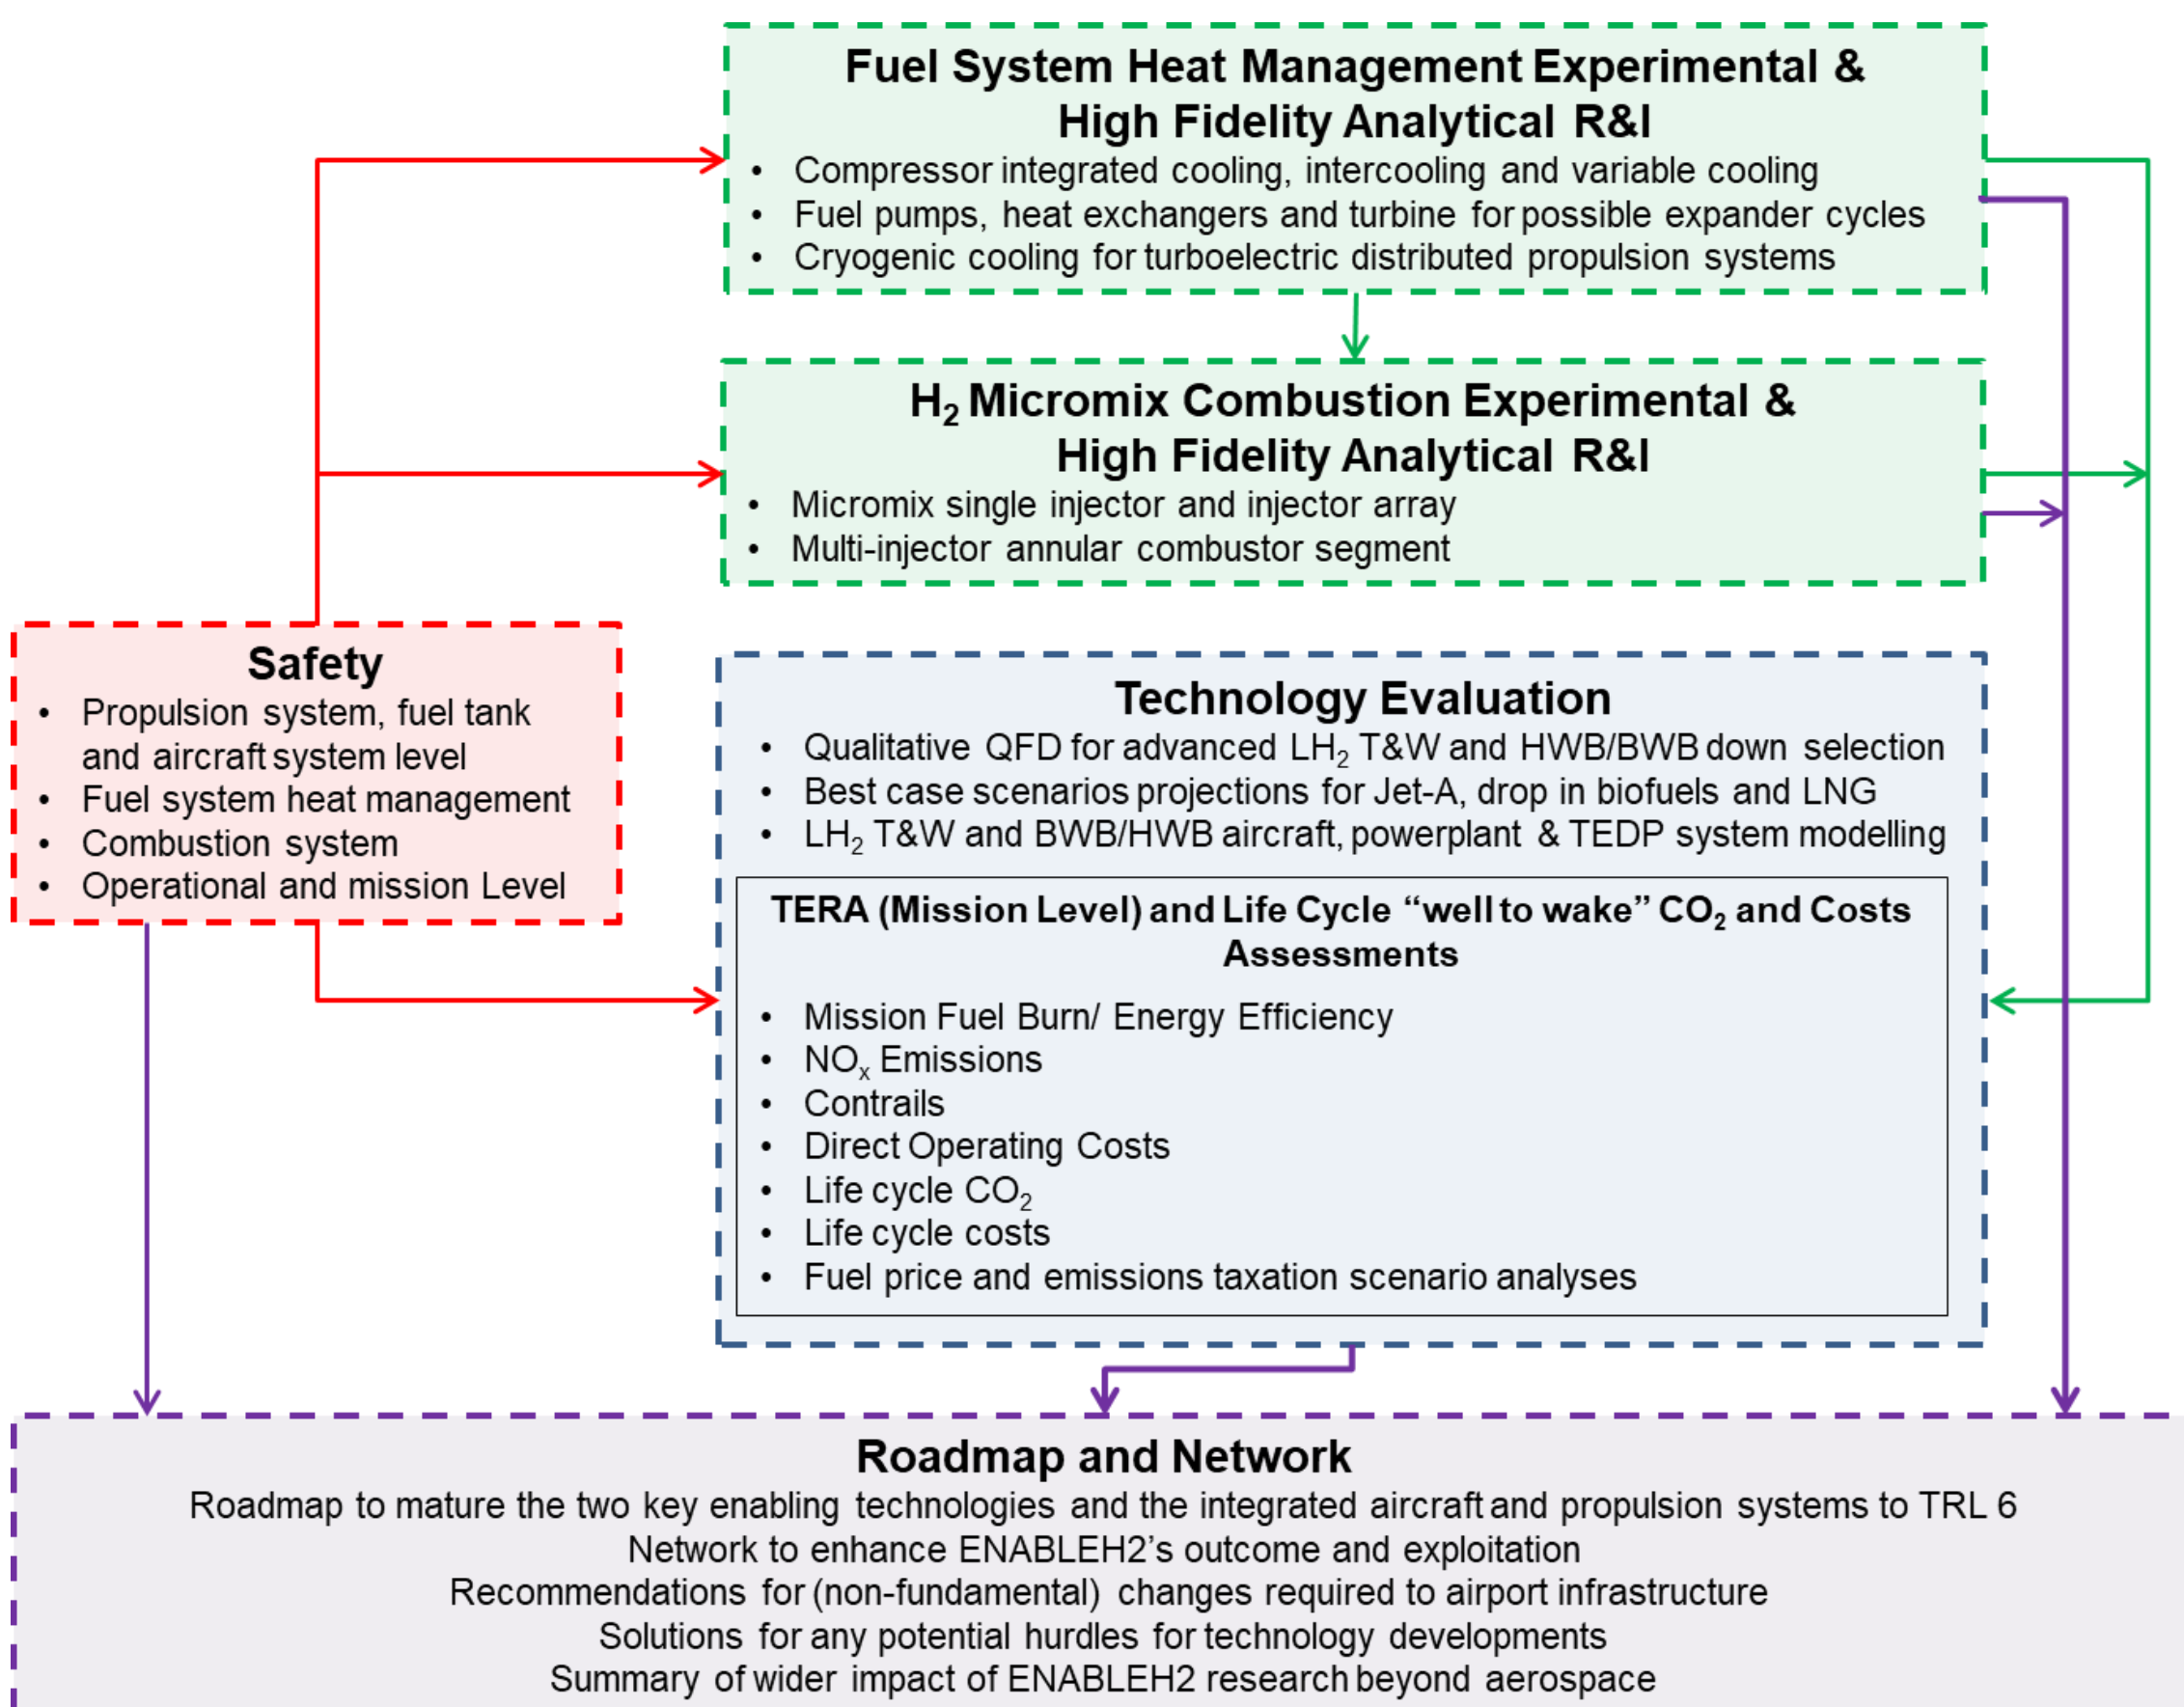 Fuel System Heat Management Experimental &
High Fidelity Analytical R&I
• Compressor integrated cooling, intercooling and variable cooling
• Fuel pumps, heat exchangers and turbine for possible expander cycles
• Cryogenic cooling for turboelectric distributed propulsion systems
H₂ Micromix Combustion Experimental &
High Fidelity Analytical R&I
• Micromix single injector and injector array
• Multi-injector annular combustor segment
Safety
• Propulsion system, fuel tank
and aircraft system level
• Fuel system heat management
• Combustion system
• Operational and mission Level
Technology Evaluation
• Qualitative QFD for advanced LH₂ T&W and HWB/BWB down selection
• Best case scenarios projections for Jet-A, drop in biofuels and LNG
• LH₂ T&W and BWB/HWB aircraft, powerplant & TEDP system modelling
TERA (Mission Level) and Life Cycle “well to wake” CO₂ and Costs
Assessments
• Mission Fuel Burn/ Energy Efficiency
• NOₓ Emissions
• Contrails
• Direct Operating Costs
• Life cycle CO₂
• Life cycle costs
• Fuel price and emissions taxation scenario analyses
Roadmap and Network
Roadmap to mature the two key enabling technologies and the integrated aircraft and propulsion systems to TRL 6
Network to enhance ENABLEH2’s outcome and exploitation
Recommendations for (non-fundamental) changes required to airport infrastructure
Solutions for any potential hurdles for technology developments
Summary of wider impact of ENABLEH2 research beyond aerospace